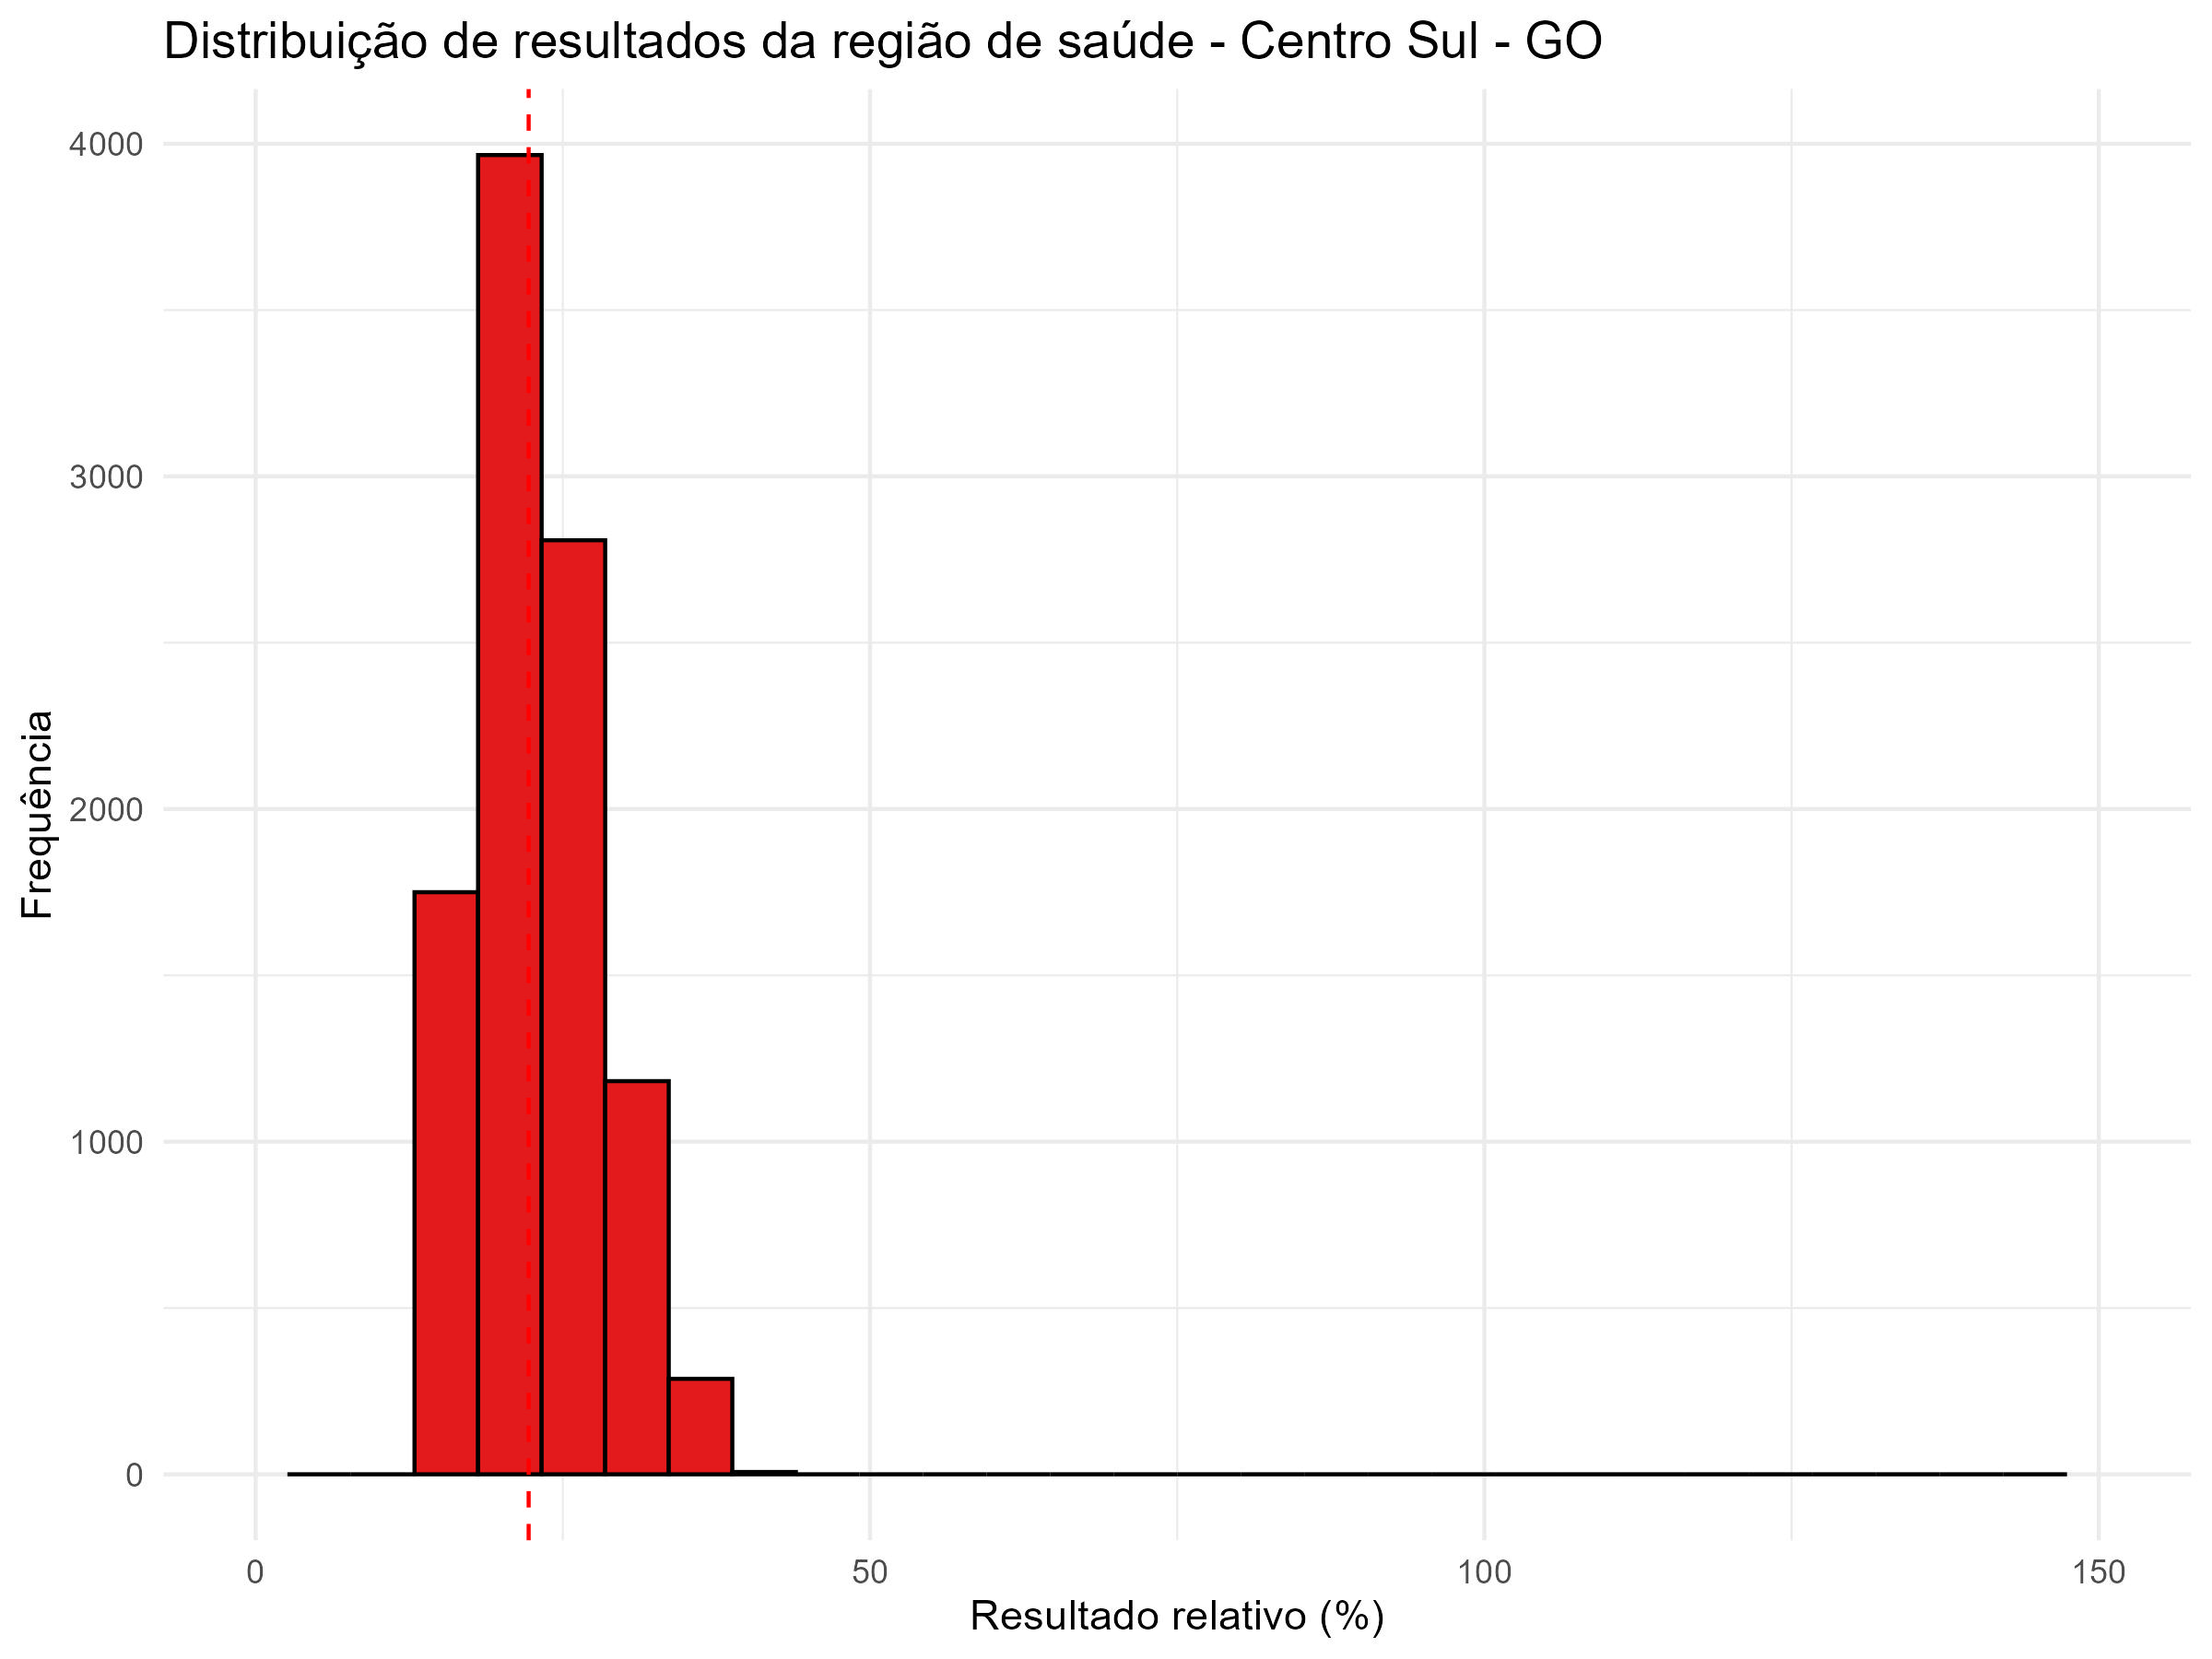 Distribuição de resultados da região de saúde - Centro Sul - GO
Frequência
4000
3000
2000
1000
0
0 50 100 150
Resultado relativo (%)